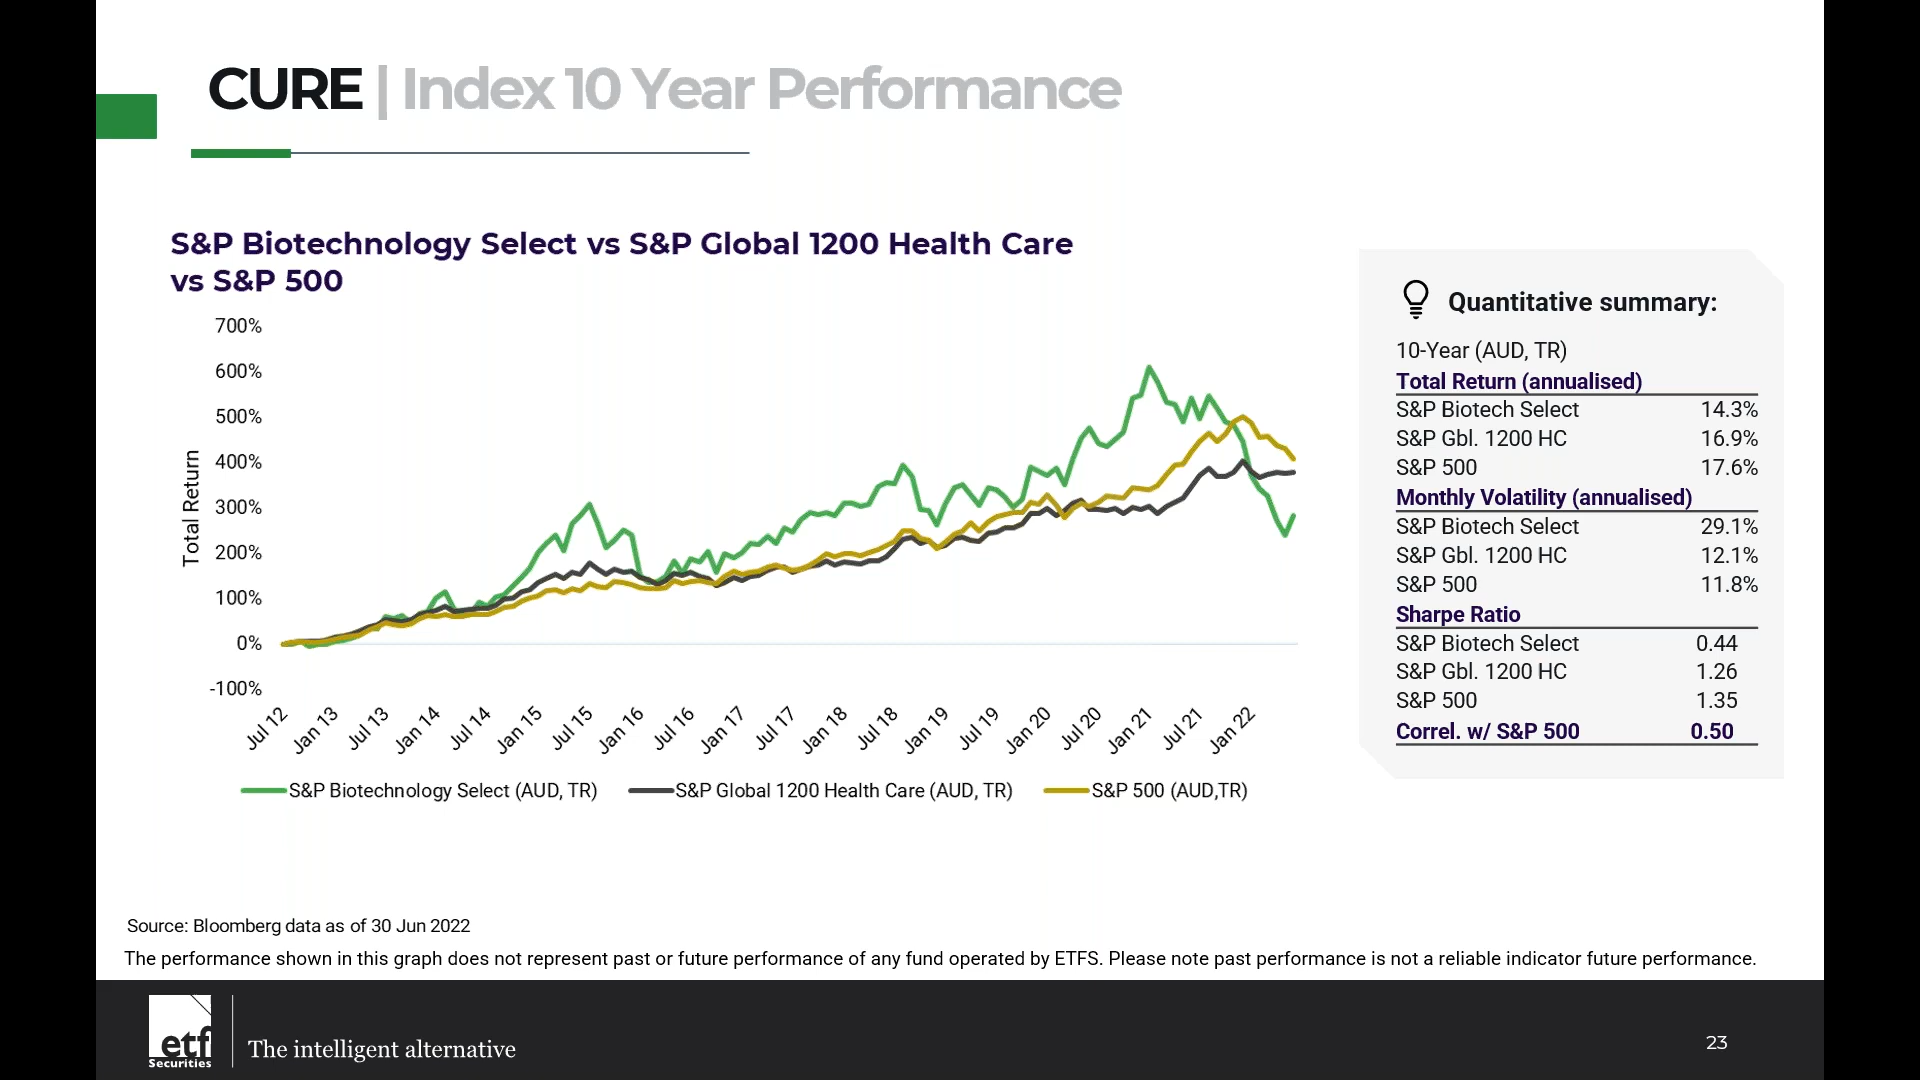 CURE | Index 10 Year Performance
S&P Biotechnology Select vs S&P Global 1200 Health Care
vs S&P 500
Total Return
700%
600%
500%
400%
300%
200%
100%
0%
-100%
Jul 12
Jan 13
Jul 13
Jan 14
Jul 14
Jan 15
Jul 15
Jan 16
Jul 16
Jan 17
Jul 17
Jan 18
Jul 18
Jan 19
Jul 19
Jan 20
Jul 20
Jan 21
Jul 21
Jan 22
S&P Biotechnology Select (AUD, TR)
S&P Global 1200 Health Care (AUD, TR)
S&P 500 (AUD,TR)
Quantitative summary:
10-Year (AUD, TR)
Total Return (annualised)
S&P Biotech Select 14.3%
S&P Gbl. 1200 HC 16.9%
S&P 500 17.6%
Monthly Volatility (annualised)
S&P Biotech Select 29.1%
S&P Gbl. 1200 HC 12.1%
S&P 500 11.8%
Sharpe Ratio
S&P Biotech Select 0.44
S&P Gbl. 1200 HC 1.26
S&P 500 1.35
Correl. w/ S&P 500 0.50
Source: Bloomberg data as of 30 Jun 2022
The performance shown in this graph does not represent past or future performance of any fund operated by ETFS. Please note past performance is not a reliable indicator future performance.
etf
Securities
The intelligent alternative
23